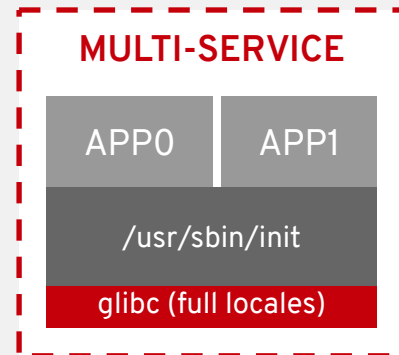 MULTI-SERVICE
APP0 APP1
/usr/sbin/init
glibc (full locales)